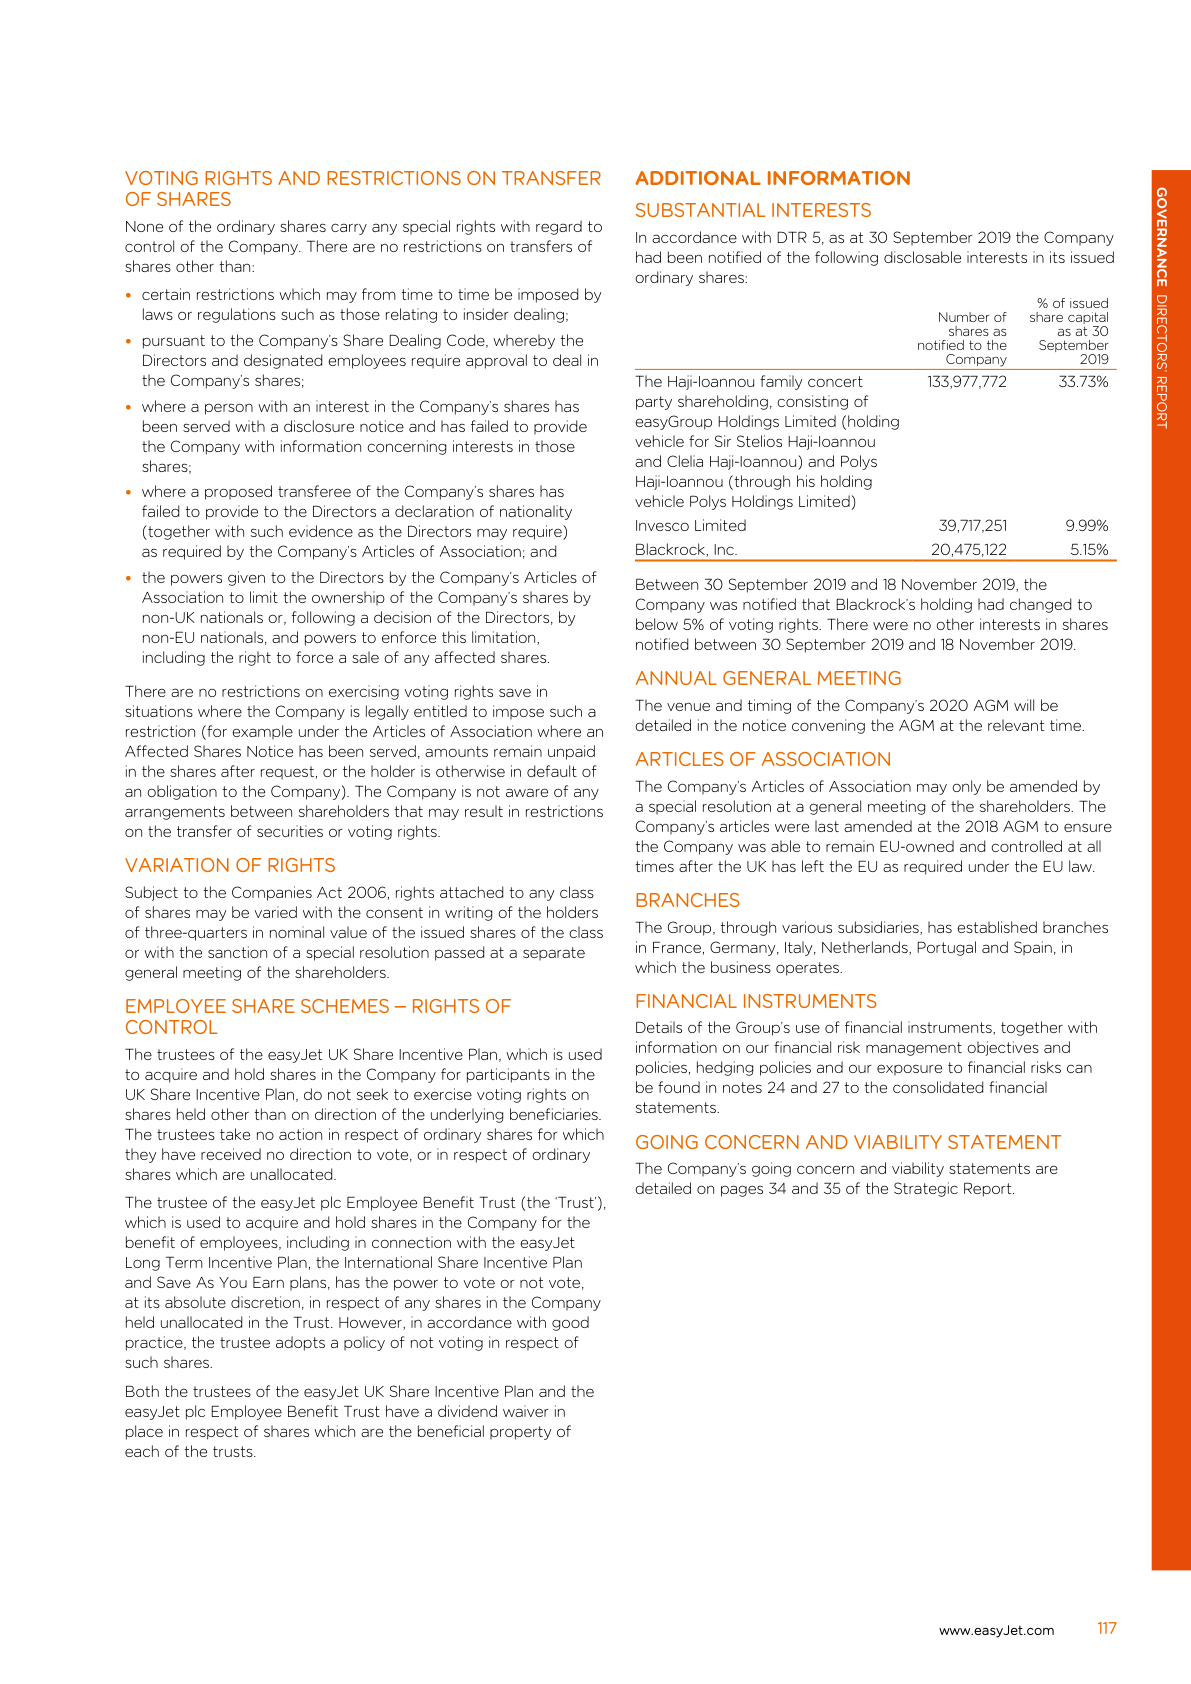 VOTING RIGHTS AND RESTRICTIONS ON TRANSFER
OF SHARES
None of the ordinary shares carry any special rights with regard to
control of the Company. There are no restrictions on transfers of
shares other than:
• certain restrictions which may from time to time be imposed by
laws or regulations such as those relating to insider dealing;
• pursuant to the Company's Share Dealing Code, whereby the
Directors and designated employees require approval to deal in
the Company's shares;
• where a person with an interest in the Company's shares has
been served with a disclosure notice and has failed to provide
the Company with information concerning interests in those
shares;
• where a proposed transferee of the Company's shares has
failed to provide to the Directors a declaration of nationality
(together with such evidence as the Directors may require)
as required by the Company's Articles of Association; and
• the powers given to the Directors by the Company's Articles of
Association to limit the ownership of the Company's shares by
non-UK nationals or, following a decision of the Directors, by
non-EU nationals, and powers to enforce this limitation,
including the right to force a sale of any affected shares.
There are no restrictions on exercising voting rights save in
situations where the Company is legally entitled to impose such a
restriction (for example under the Articles of Association where an
Affected Shares Notice has been served, amounts remain unpaid
in the shares after request, or the holder is otherwise in default of
an obligation to the Company). The Company is not aware of any
arrangements between shareholders that may result in restrictions
on the transfer of securities or voting rights.
VARIATION OF RIGHTS
Subject to the Companies Act 2006, rights attached to any class
of shares may be varied with the consent in writing of the holders
of three-quarters in nominal value of the issued shares of the class
or with the sanction of a special resolution passed at a separate
general meeting of the shareholders.
EMPLOYEE SHARE SCHEMES – RIGHTS OF
CONTROL
The trustees of the easyJet UK Share Incentive Plan, which is used
to acquire and hold shares in the Company for participants in the
UK Share Incentive Plan, do not seek to exercise voting rights on
shares held other than on direction of the underlying beneficiaries.
The trustees take no action in respect of ordinary shares for which
they have received no direction to vote, or in respect of ordinary
shares which are unallocated.
The trustee of the easyJet plc Employee Benefit Trust (the 'Trust'),
which is used to acquire and hold shares in the Company for the
benefit of employees, including in connection with the easyJet
Long Term Incentive Plan, the International Share Incentive Plan
and Save As You Earn plans, has the power to vote or not vote,
at its absolute discretion, in respect of any shares in the Company
held unallocated in the Trust. However, in accordance with good
practice, the trustee adopts a policy of not voting in respect of
such shares.
Both the trustees of the easyJet UK Share Incentive Plan and the
easyJet plc Employee Benefit Trust have a dividend waiver in
place in respect of shares which are the beneficial property of
each of the trusts.
ADDITIONAL INFORMATION
SUBSTANTIAL INTERESTS
In accordance with DTR 5, as at 30 September 2019 the Company
had been notified of the following disclosable interests in its issued
ordinary shares:
% of issued
Number of share capital
shares as as at 30
notified to the September
Company 2019
The Haji-Ioannou family concert 133,977,772 33.73%
party shareholding, consisting of
easyGroup Holdings Limited (holding
vehicle for Sir Stelios Haji-Ioannou
and Clelia Haji-Ioannou) and Polys
Haji-Ioannou (through his holding
vehicle Polys Holdings Limited)
Invesco Limited 39,717,251 9.99%
Blackrock, Inc. 20,475,122 5.15%
Between 30 September 2019 and 18 November 2019, the
Company was notified that Blackrock's holding had changed to
below 5% of voting rights. There were no other interests in shares
notified between 30 September 2019 and 18 November 2019.
ANNUAL GENERAL MEETING
The venue and timing of the Company's 2020 AGM will be
detailed in the notice convening the AGM at the relevant time.
ARTICLES OF ASSOCIATION
The Company's Articles of Association may only be amended by
a special resolution at a general meeting of the shareholders. The
Company's articles were last amended at the 2018 AGM to ensure
the Company was able to remain EU-owned and controlled at all
times after the UK has left the EU as required under the EU law.
BRANCHES
The Group, through various subsidiaries, has established branches
in France, Germany, Italy, Netherlands, Portugal and Spain, in
which the business operates.
FINANCIAL INSTRUMENTS
Details of the Group's use of financial instruments, together with
information on our financial risk management objectives and
policies, hedging policies and our exposure to financial risks can
be found in notes 24 and 27 to the consolidated financial
statements.
GOING CONCERN AND VIABILITY STATEMENT
The Company's going concern and viability statements are
detailed on pages 34 and 35 of the Strategic Report.
GOVERNANCE DIRECTORS' REPORT
www.easyJet.com 117